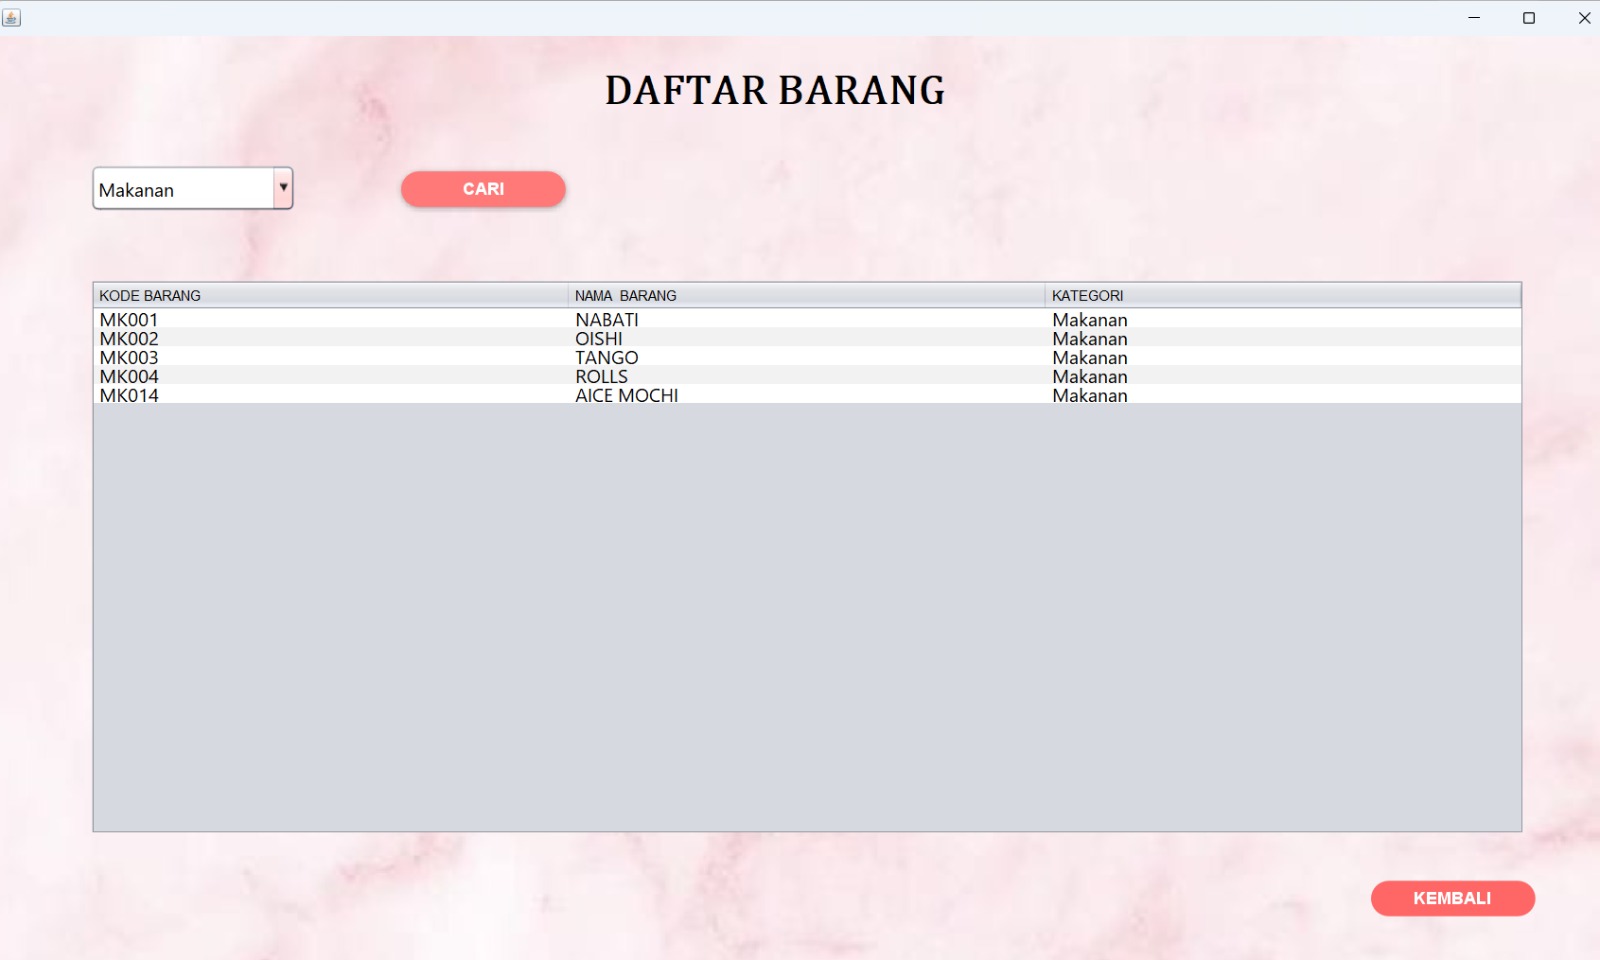 DAFTAR BARANG
Makanan
CARI
KODE BARANG NAMA BARANG KATEGORI
MK001 NABATI Makanan
MK002 OISHI Makanan
MK003 TANGO Makanan
MK004 ROLLS Makanan
MK014 AICE MOCHI Makanan
KEMBALI